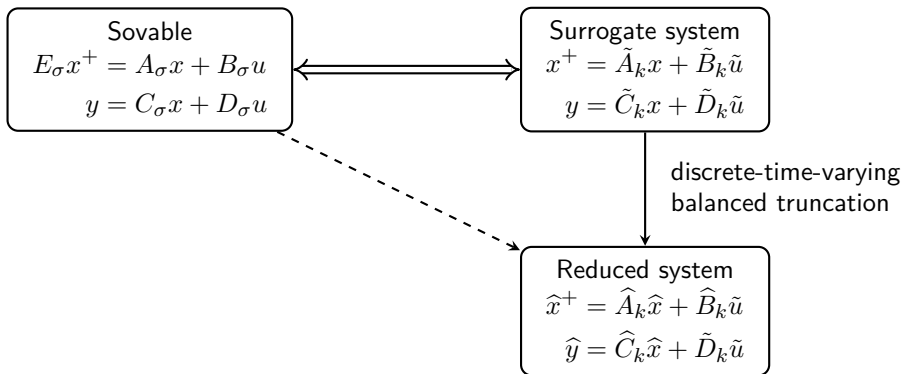 Sovable
E_σx⁺ = A_σx + B_σu
y = C_σx + D_σu
Surrogate system
x⁺ = Ã_kx + B̃_kũ
y = C̃_kx + D̃_kũ
discrete-time-varying
balanced truncation
Reduced system
x̂⁺ = Â_kx̂ + B̂_kũ
ŷ = Ĉ_kx̂ + D̃_kũ